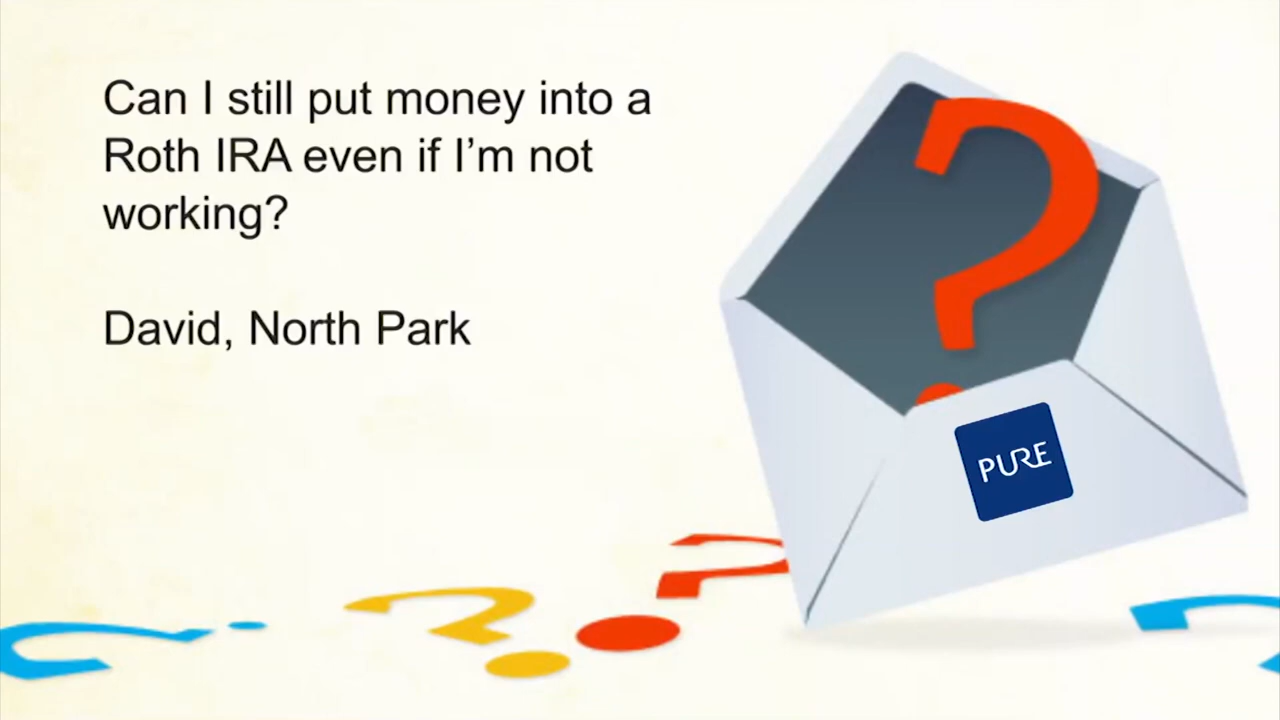 Can I still put money into a
Roth IRA even if I’m not
working?
David, North Park
PURE